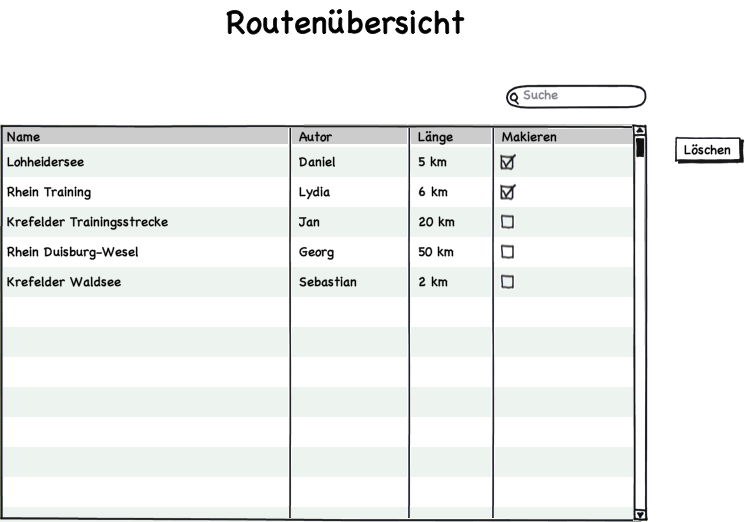 Routenübersicht
Suche
Name Autor Länge Makieren
Löschen
Lohheidersee Daniel 5 km
Rhein Training Lydia 6 km
Krefelder Trainingsstrecke Jan 20 km
Rhein Duisburg-Wesel Georg 50 km
Krefelder Waldsee Sebastian 2 km